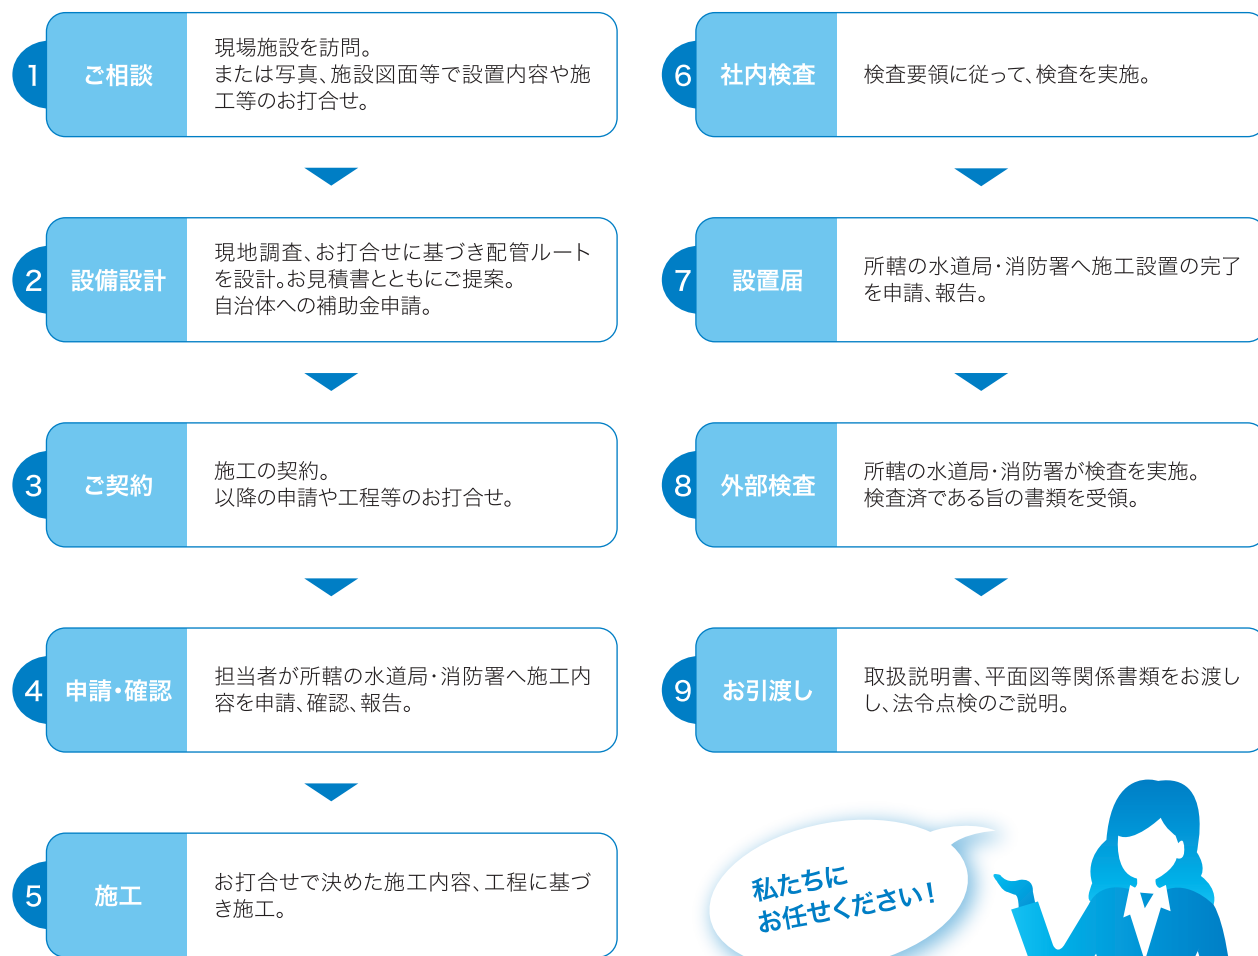 1
ご相談
現場施設を訪問。
または写真、施設図面等で設置内容や施
工等のお打合せ。
2
設備設計
現地調査、お打合せに基づき配管ルート
を設計。お見積書とともにご提案。
自治体への補助金申請。
3
ご契約
施工の契約。
以降の申請や工程等のお打合せ。
4
申請・確認
担当者が所轄の水道局・消防署へ施工内
容を申請、確認、報告。
5
施工
お打合せで決めた施工内容、工程に基づ
き施工。
6
社内検査
検査要領に従って、検査を実施。
7
設置届
所轄の水道局・消防署へ施工設置の完了
を申請、報告。
8
外部検査
所轄の水道局・消防署が検査を実施。
検査済である旨の書類を受領。
9
お引渡し
取扱説明書、平面図等関係書類をお渡し
し、法令点検のご説明。
私たちに
お任せください!